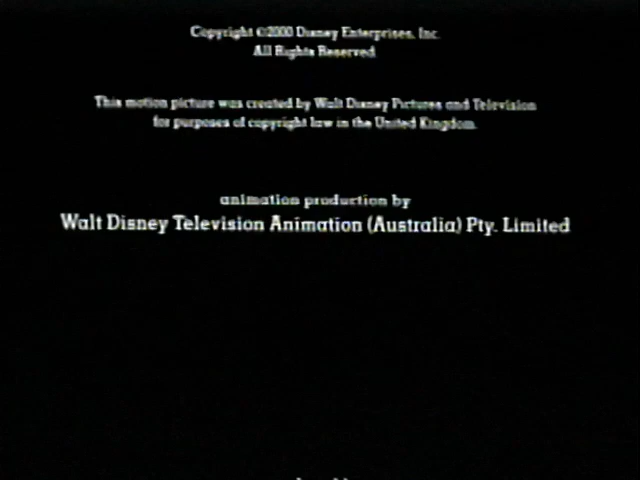 Copyright ©2000 Disney Enterprises, Inc.
All Rights Reserved
This motion picture was created by Walt Disney Pictures and Television
for purposes of copyright law in the United Kingdom.
animation production by
Walt Disney Television Animation (Australia) Pty. Limited